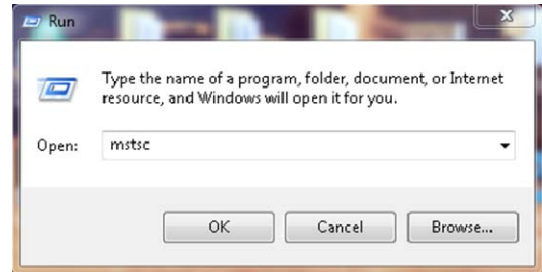 Run
X
Type the name of a program, folder, document, or Internet
resource, and Windows will open it for you.
Open: mstsc
OK Cancel Browse...